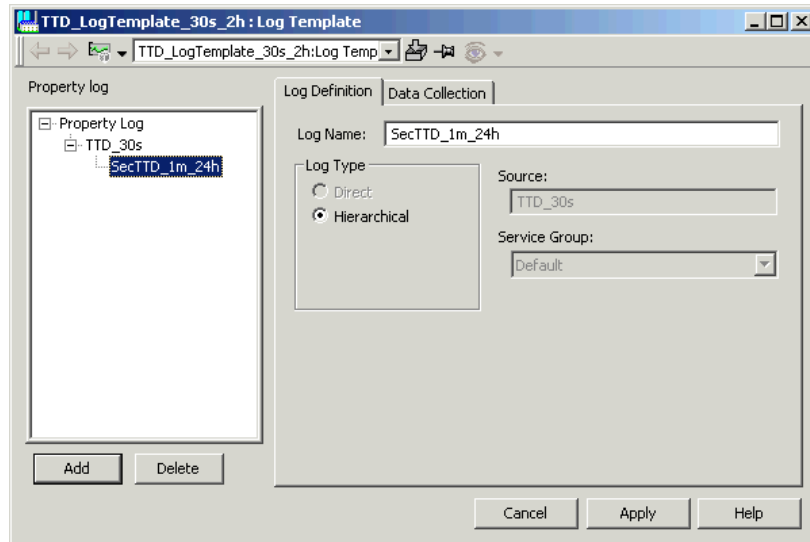 TTD_LogTemplate_30s_2h : Log Template
TTD_LogTemplate_30s_2h:Log Temp
Property log
Property Log
TTD_30s
SecTTD_1m_24h
Add
Delete
Log Definition
Data Collection
Log Name:
SecTTD_1m_24h
Log Type
Direct
Hierarchical
Source:
TTD_30s
Service Group:
Default
Cancel
Apply
Help